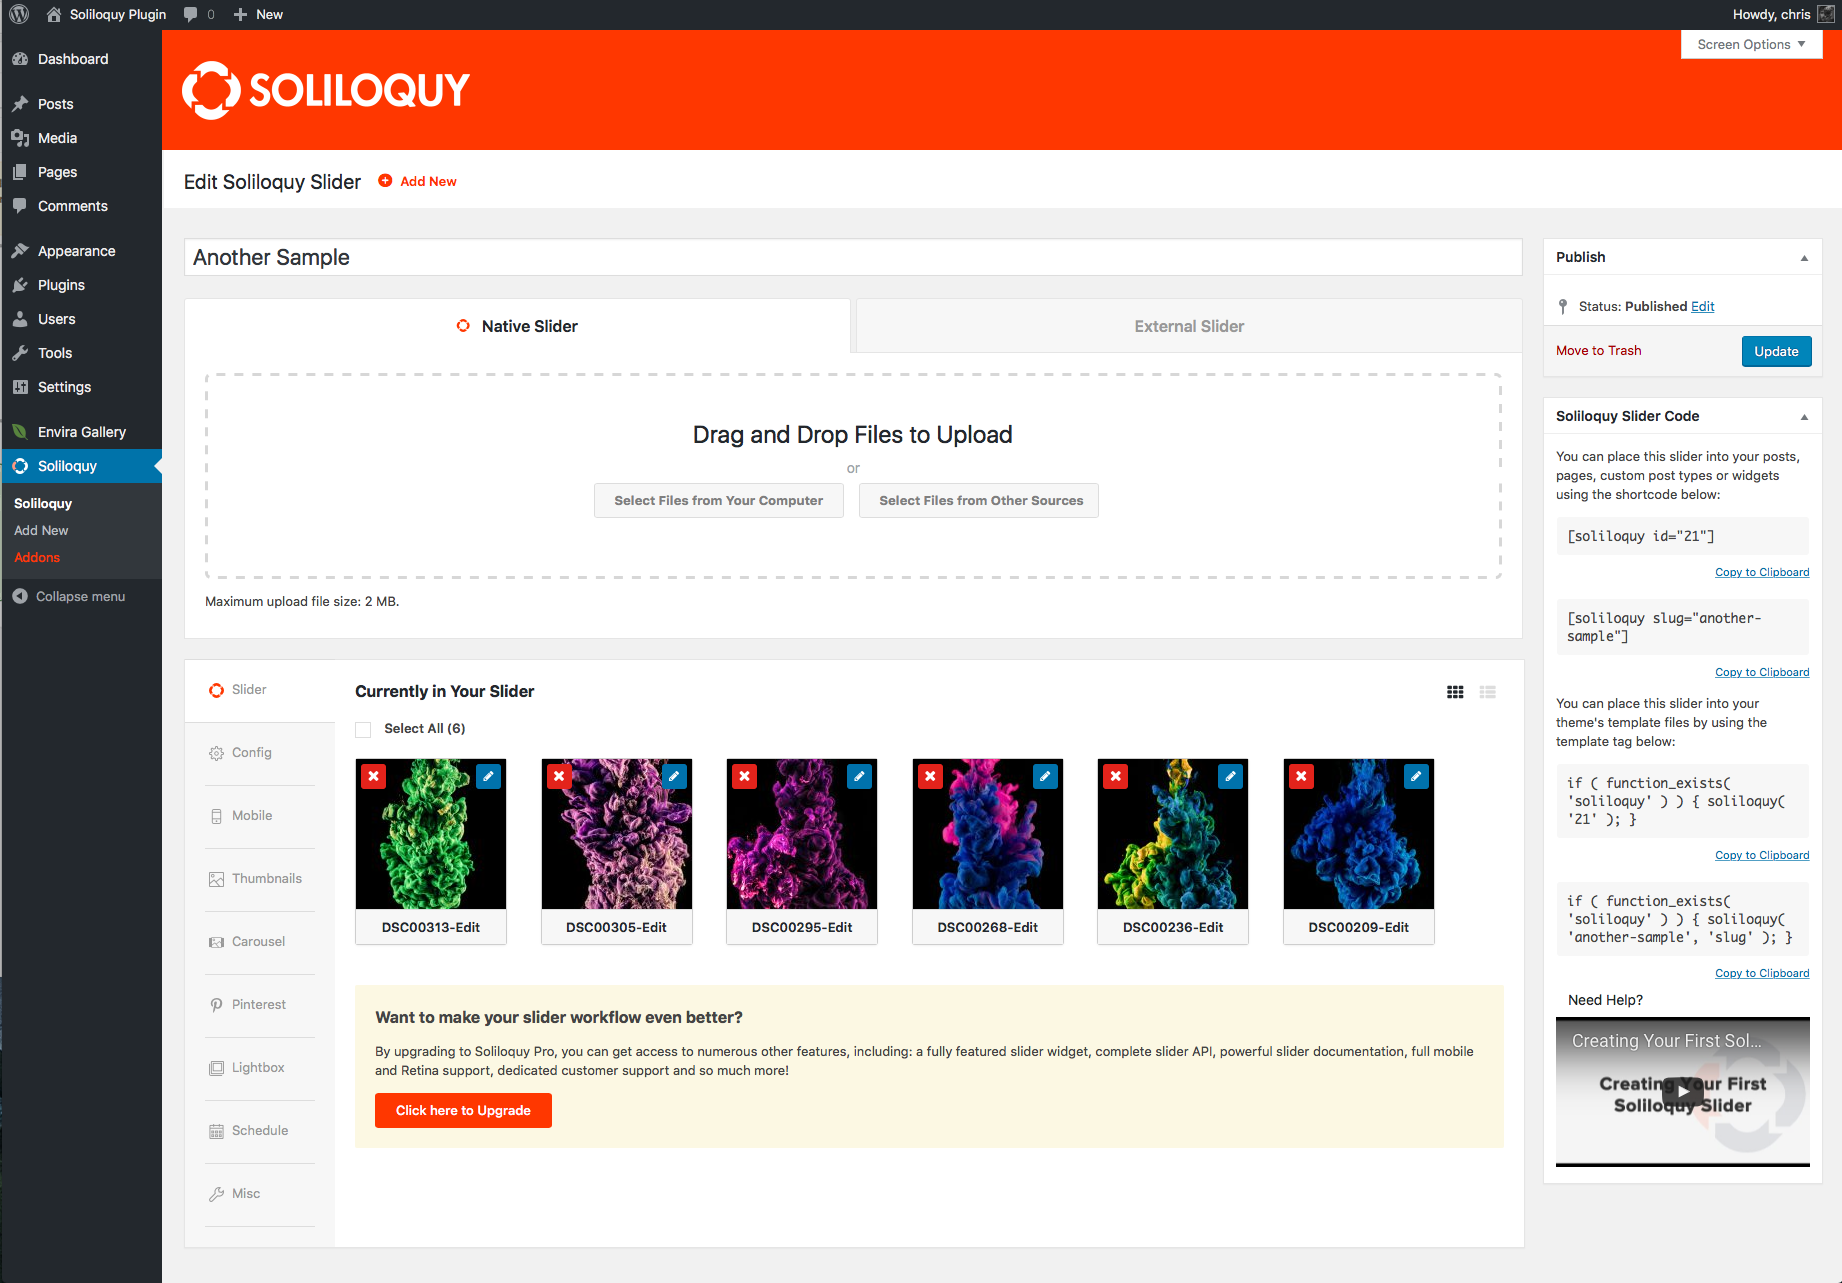 Soliloquy Plugin
0
New
Howdy, chris
Screen Options
Dashboard
Posts
Media
Pages
Comments
Appearance
Plugins
Users
Tools
Settings
Envira Gallery
Soliloquy
Soliloquy
Add New
Addons
Collapse menu
SOLILOQUY
Edit Soliloquy Slider
Add New
Another Sample
Native Slider
External Slider
Drag and Drop Files to Upload
or
Select Files from Your Computer
Select Files from Other Sources
Maximum upload file size: 2 MB.
Slider
Config
Mobile
Thumbnails
Carousel
Pinterest
Lightbox
Schedule
Misc
Currently in Your Slider
Select All (6)
DSC00313-Edit
DSC00305-Edit
DSC00295-Edit
DSC00268-Edit
DSC00236-Edit
DSC00209-Edit
Want to make your slider workflow even better?
By upgrading to Soliloquy Pro, you can get access to numerous other features, including: a fully featured slider widget, complete slider API, powerful slider documentation, full mobile
and Retina support, dedicated customer support and so much more!
Click here to Upgrade
Publish
Status: Published Edit
Move to Trash
Update
Soliloquy Slider Code
You can place this slider into your posts,
pages, custom post types or widgets
using the shortcode below:
[soliloquy id="21"]
Copy to Clipboard
[soliloquy slug="another-
sample"]
Copy to Clipboard
You can place this slider into your
theme's template files by using the
template tag below:
if ( function_exists(
'soliloquy' ) ) { soliloquy(
'21' ); }
Copy to Clipboard
if ( function_exists(
'soliloquy' ) ) { soliloquy(
'another-sample', 'slug' ); }
Copy to Clipboard
Need Help?
Creating Your First Sol...
Creating Your First
Soliloquy Slider